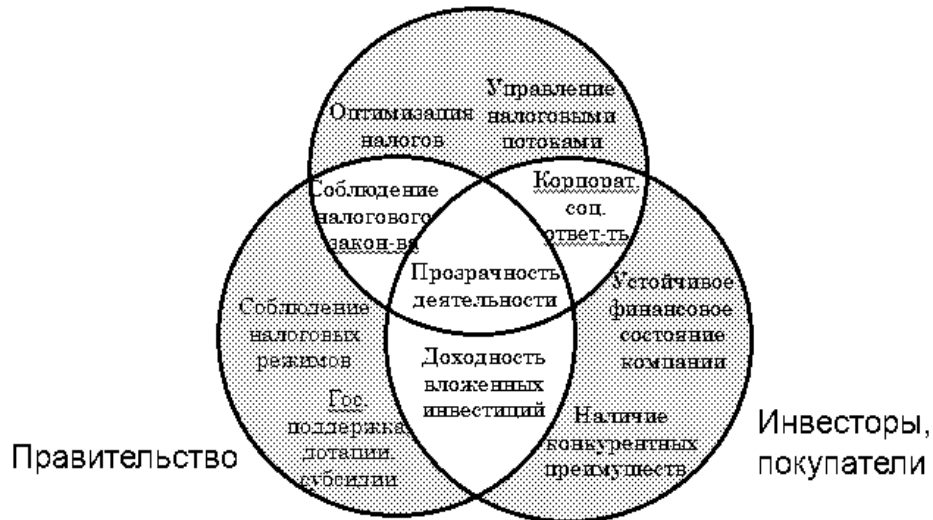 Оптимизация
налогов
Управление
налоговыми
потоками
Соблюдение
налогового
закон-ва
Корпорат.
соц.
ответ-ть
Прозрачность
деятельности
Соблюдение
налоговых
режимов
Устойчивое
финансовое
состояние
компании
Доходность
вложенных
инвестиций
Гос.
поддержка,
дотации,
субсидии
Наличие
конкурентных
преимуществ
Правительство
Инвесторы,
покупатели